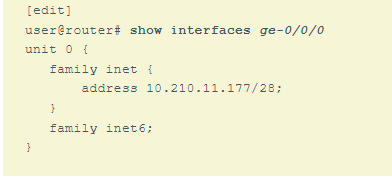 [edit]
user@router# show interfaces ge-0/0/0
unit 0 {
family inet {
address 10.210.11.177/28;
}
family inet6;
}